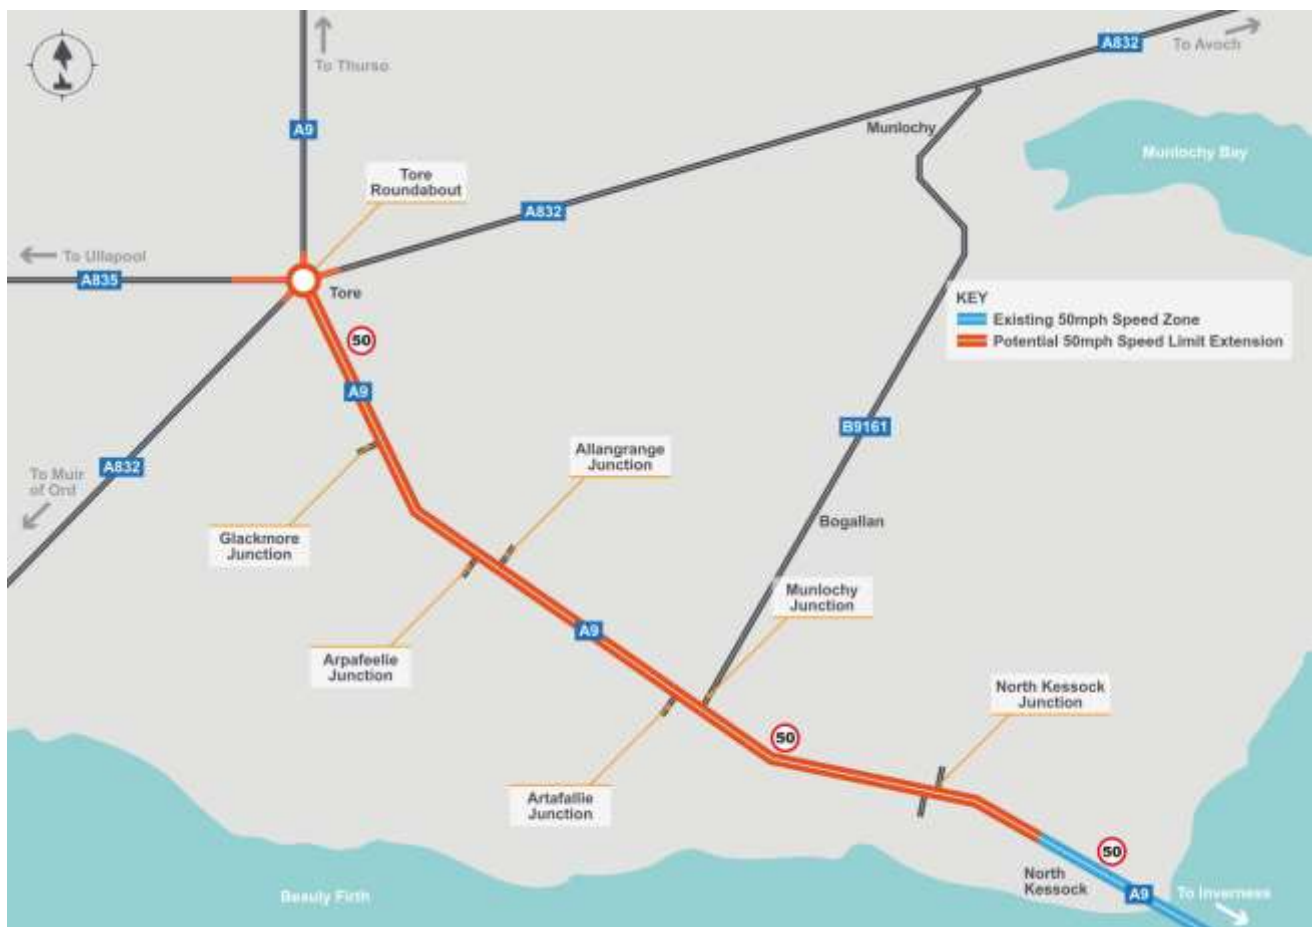 A832
To Avoch
To Thurso
A9
Munlochy
Munlochy Bay
Tore
Roundabout
A832
To Ullapool
A835
Tore
KEY
Existing 50mph Speed Zone
Potential 50mph Speed Limit Extension
50
A9
B9161
Allangrange
Junction
A832
To Muir
of Ord
Bogallan
Glackmore
Junction
Munlochy
Junction
A9
Arpafeelie
Junction
North Kessock
Junction
50
Artafallie
Junction
50
North
Kessock
A9
To Inverness
Beauly Firth